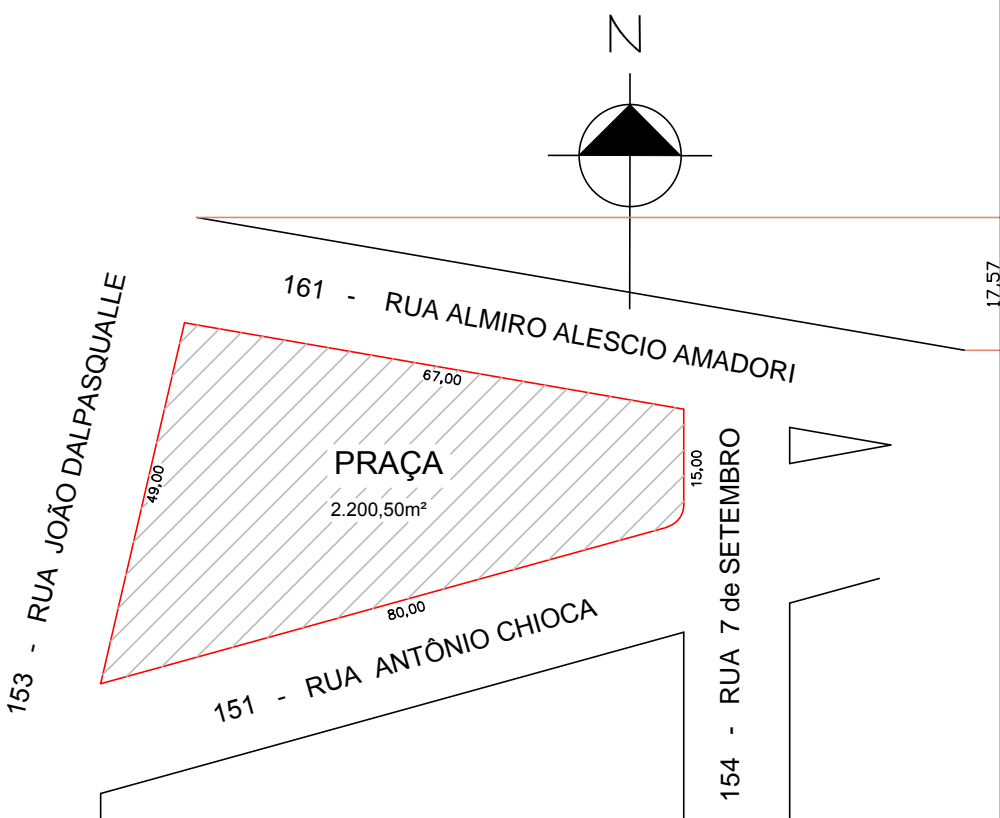 N
17,57
161 - RUA ALMIRO ALESCIO AMADORI
67,00
153 - RUA JOÃO DALPASQUALLE
49,00
PRAÇA
2.200,50m²
15,00
80,00
151 - RUA ANTÔNIO CHIOCA
154 - RUA 7 de SETEMBRO